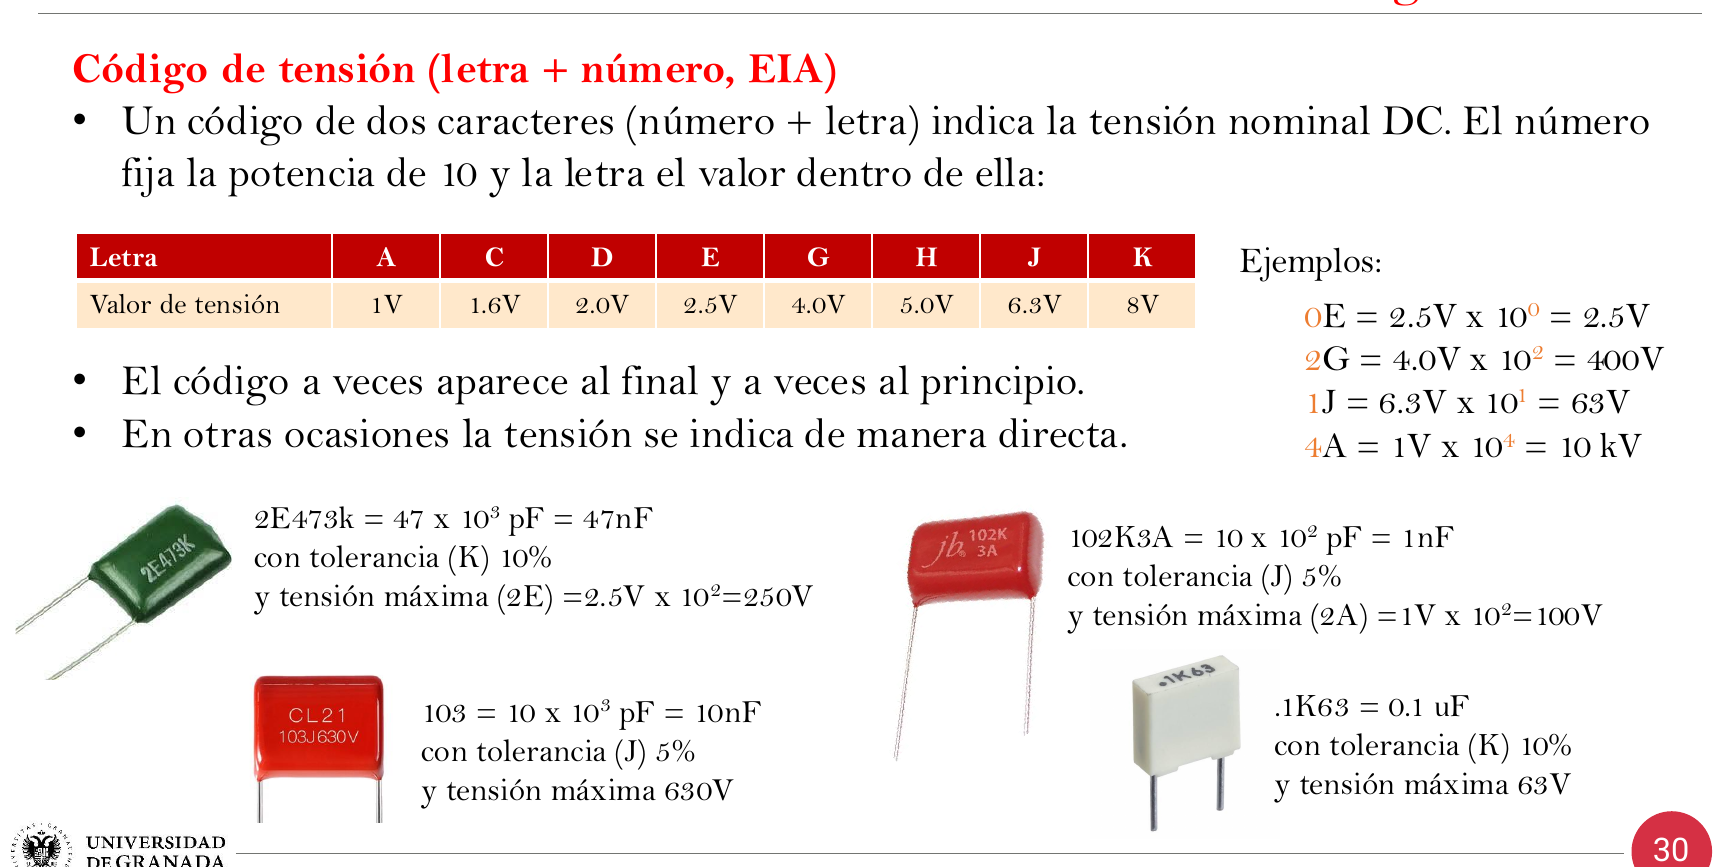 Código de tensión (letra + número, EIA)
• Un código de dos caracteres (número + letra) indica la tensión nominal DC. El número
fija la potencia de 10 y la letra el valor dentro de ella:
Letra A C D E G H J K
Valor de tensión 1V 1.6V 2.0V 2.5V 4.0V 5.0V 6.3V 8V
Ejemplos:
0E = 2.5V x 10⁰ = 2.5V
2G = 4.0V x 10² = 400V
1J = 6.3V x 10¹ = 63V
4A = 1V x 10⁴ = 10 kV
• El código a veces aparece al final y a veces al principio.
• En otras ocasiones la tensión se indica de manera directa.
2E473K
2E473k = 47 x 10³ pF = 47nF
con tolerancia (K) 10%
y tensión máxima (2E) =2.5V x 10²=250V
jb 102K
3A
102K3A = 10 x 10² pF = 1nF
con tolerancia (J) 5%
y tensión máxima (2A) =1V x 10²=100V
CL21
103J630V
103 = 10 x 10³ pF = 10nF
con tolerancia (J) 5%
y tensión máxima 630V
.1K63
.1K63 = 0.1 uF
con tolerancia (K) 10%
y tensión máxima 63V
UNIVERSIDAD
DE GRANADA
30